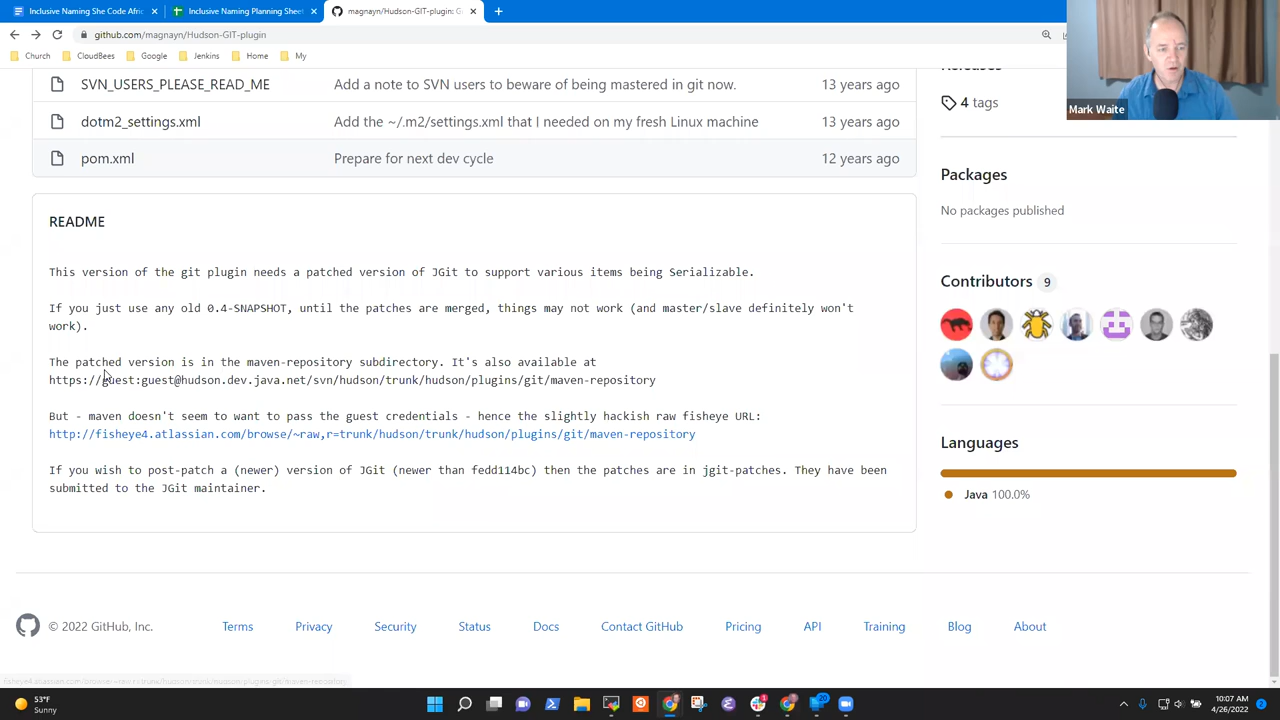 Inclusive Naming She Code Afri
Inclusive Naming Planning Sheet
magnayn/Hudson-GIT-plugin: G
github.com/magnayn/Hudson-GIT-plugin
Church
CloudBees
Google
Jenkins
Home
My
Mark Waite
SVN_USERS_PLEASE_READ_ME
Add a note to SVN users to beware of being mastered in git now.
13 years ago
dotm2_settings.xml
Add the ~/.m2/settings.xml that I needed on my fresh Linux machine
13 years ago
pom.xml
Prepare for next dev cycle
12 years ago
README
This version of the git plugin needs a patched version of JGit to support various items being Serializable.
If you just use any old 0.4-SNAPSHOT, until the patches are merged, things may not work (and master/slave definitely won't
work).
The patched version is in the maven-repository subdirectory. It's also available at
https://guest:guest@hudson.dev.java.net/svn/hudson/trunk/hudson/plugins/git/maven-repository
But - maven doesn't seem to want to pass the guest credentials - hence the slightly hackish raw fisheye URL:
http://fisheye4.atlassian.com/browse/~raw,r=trunk/hudson/trunk/hudson/plugins/git/maven-repository
If you wish to post-patch a (newer) version of JGit (newer than fedd114bc) then the patches are in jgit-patches. They have been
submitted to the JGit maintainer.
Releases
4 tags
Packages
No packages published
Contributors 9
Languages
Java 100.0%
© 2022 GitHub, Inc.
Terms
Privacy
Security
Status
Docs
Contact GitHub
Pricing
API
Training
Blog
About
53°F
Sunny
20
10:07 AM
4/26/2022
2